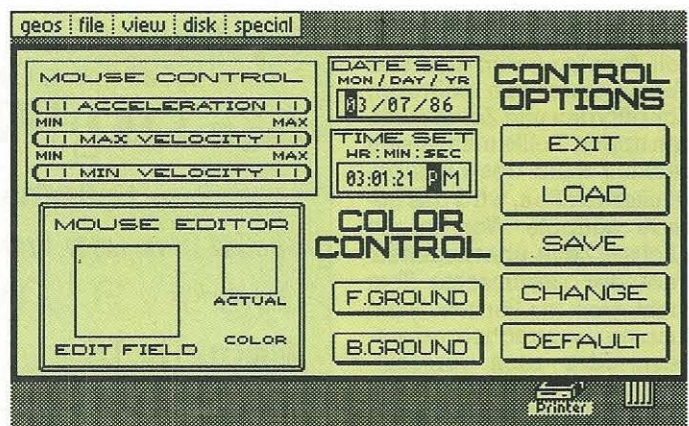 geos file view disk special
MOUSE CONTROL
ACCELERATION
MIN MAX
MAX VELOCITY
MIN MAX
MIN VELOCITY
MOUSE EDITOR
ACTUAL
COLOR
EDIT FIELD
DATE SET
MON / DAY / YR
03/07/86
TIME SET
HR : MIN : SEC
03:01:21 PM
COLOR
CONTROL
F.GROUND
B.GROUND
CONTROL
OPTIONS
EXIT
LOAD
SAVE
CHANGE
DEFAULT
Printer